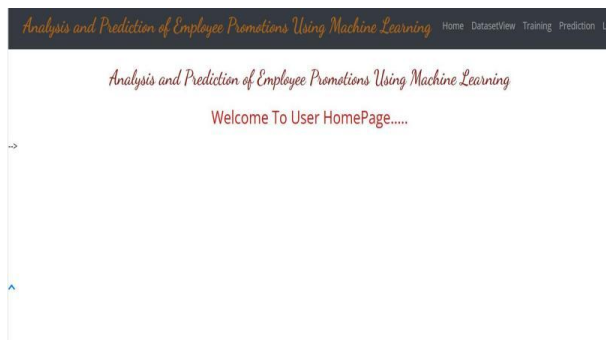 Analysis and Prediction of Employee Promotions Using Machine Learning Home DatasetView Training Prediction L
Analysis and Prediction of Employee Promotions Using Machine Learning
Welcome To User HomePage.....
-->